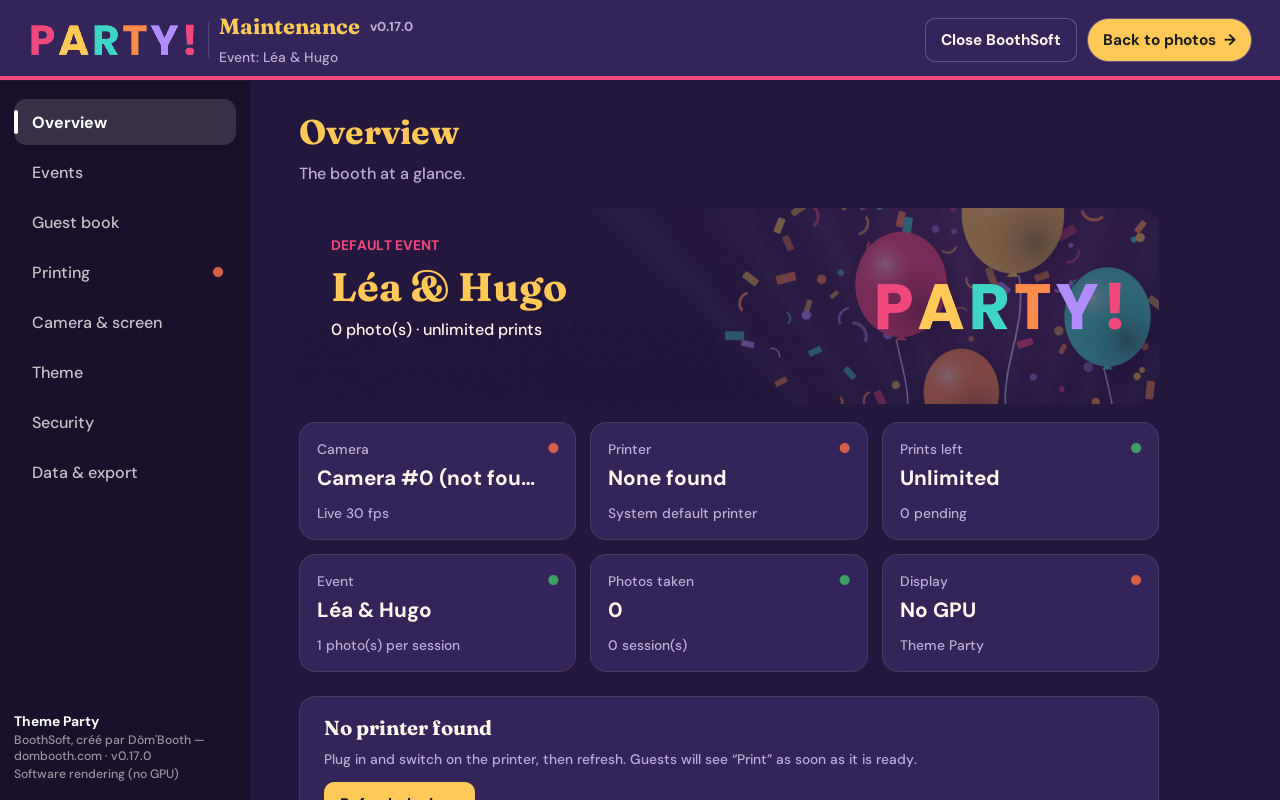 PARTY!
Maintenance v0.17.0
Event: Léa & Hugo
Close BoothSoft
Back to photos →
Overview
Events
Guest book
Printing
Camera & screen
Theme
Security
Data & export
Theme Party
BoothSoft, créé par Dôm'Booth —
dombooth.com · v0.17.0
Software rendering (no GPU)
Overview
The booth at a glance.
DEFAULT EVENT
Léa & Hugo
0 photo(s) · unlimited prints
PARTY!
Camera
Camera #0 (not fou…
Live 30 fps
Printer
None found
System default printer
Prints left
Unlimited
0 pending
Event
Léa & Hugo
1 photo(s) per session
Photos taken
0
0 session(s)
Display
No GPU
Theme Party
No printer found
Plug in and switch on the printer, then refresh. Guests will see “Print” as soon as it is ready.